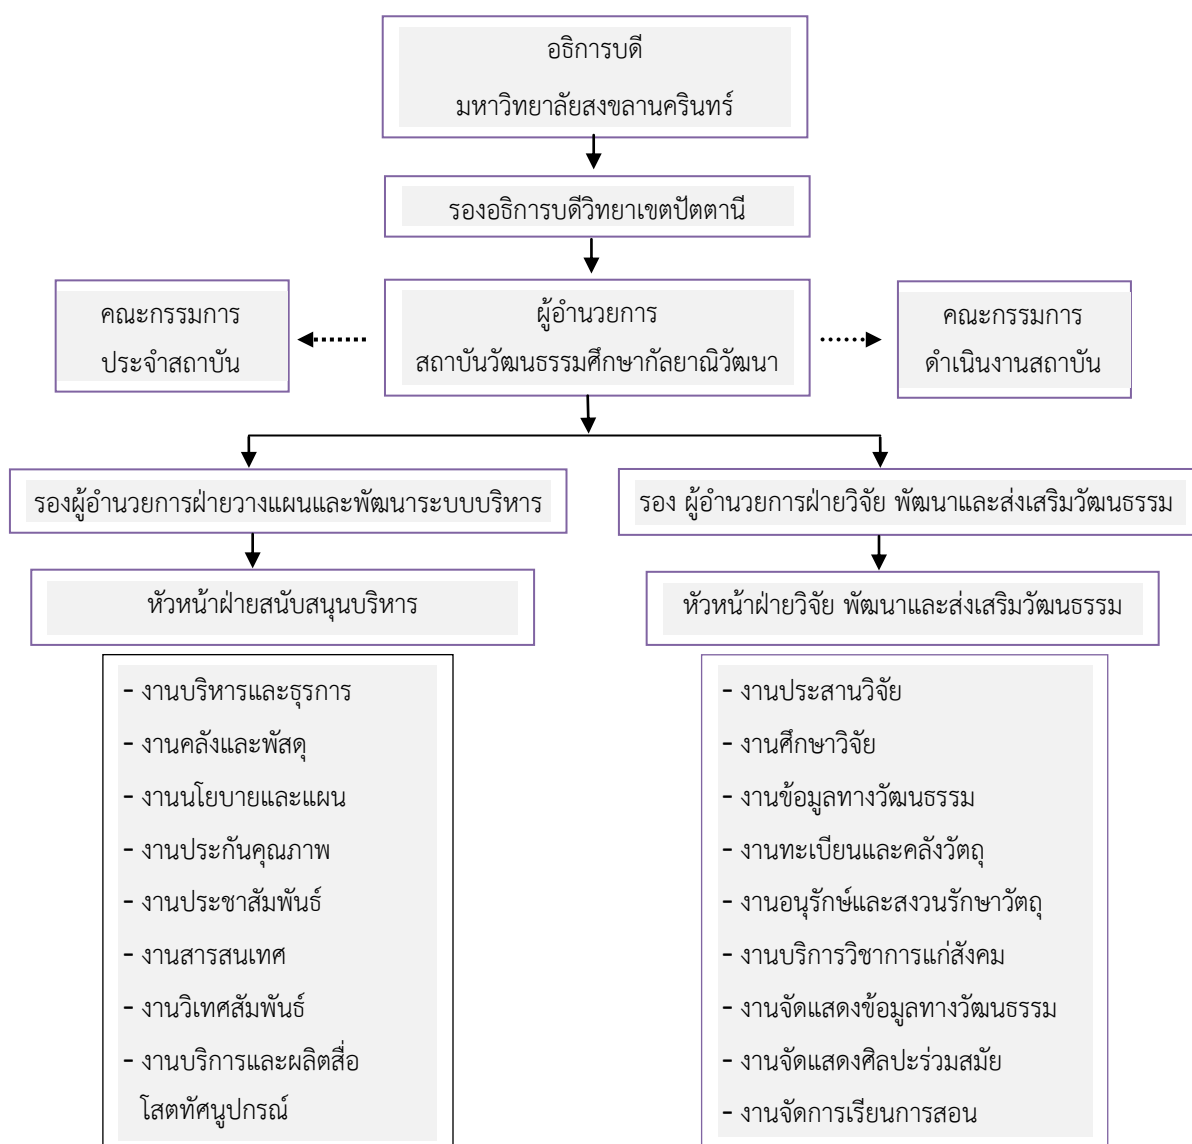 อธิการบดี
มหาวิทยาลัยสงขลานครินทร์
รองอธิการบดีวิทยาเขตปัตตานี
คณะกรรมการ
ประจำสถาบัน
ผู้อำนวยการ
สถาบันวัฒนธรรมศึกษากัลยาณิวัฒนา
คณะกรรมการ
ดำเนินงานสถาบัน
รองผู้อำนวยการฝ่ายวางแผนและพัฒนาระบบบริหาร
รอง ผู้อำนวยการฝ่ายวิจัย พัฒนาและส่งเสริมวัฒนธรรม
หัวหน้าฝ่ายสนับสนุนบริหาร
หัวหน้าฝ่ายวิจัย พัฒนาและส่งเสริมวัฒนธรรม
- งานบริหารและธุรการ
- งานคลังและพัสดุ
- งานนโยบายและแผน
- งานประกันคุณภาพ
- งานประชาสัมพันธ์
- งานสารสนเทศ
- งานวิเทศสัมพันธ์
- งานบริการและผลิตสื่อ
โสตทัศนูปกรณ์
- งานประสานวิจัย
- งานศึกษาวิจัย
- งานข้อมูลทางวัฒนธรรม
- งานทะเบียนและคลังวัตถุ
- งานอนุรักษ์และสงวนรักษาวัตถุ
- งานบริการวิชาการแก่สังคม
- งานจัดแสดงข้อมูลทางวัฒนธรรม
- งานจัดแสดงศิลปะร่วมสมัย
- งานจัดการเรียนการสอน